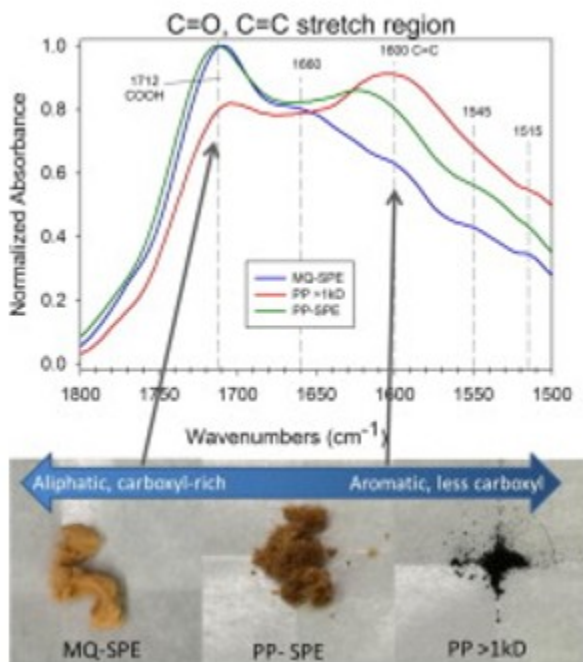 C=O, C=C stretch region
1.0
0.8
0.6
0.4
0.2
0.0
Normalized Absorbance
1712
COOH
1660
1600 C=C
1545
1515
MQ-SPE
PP >1kD
PP-SPE
1800
1750
1700
1650
1600
1550
1500
Wavenumbers (cm⁻¹)
Aliphatic, carboxyl-rich
Aromatic, less carboxyl
MQ-SPE
PP- SPE
PP >1kD